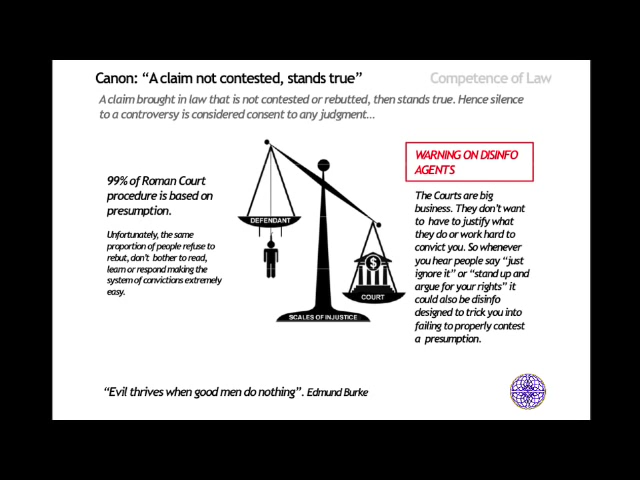 Canon: “A claim not contested, stands true”
Competence of Law
A claim brought in law that is not contested or rebutted, then stands true. Hence silence
to a controversy is considered consent to any judgment...
99% of Roman Court
procedure is based on
presumption.
Unfortunately, the same
proportion of people refuse to
rebut, don’t bother to read,
learn or respond making the
system of convictions extremely
easy.
DEFENDANT
$
COURT
SCALES OF INJUSTICE
WARNING ON DISINFO
AGENTS
The Courts are big
business. They don’t want
to have to justify what
they do or work hard to
convict you. So whenever
you hear people say “just
ignore it” or “stand up and
argue for your rights” it
could also be disinfo
designed to trick you into
failing to properly contest
a presumption.
“Evil thrives when good men do nothing”. Edmund Burke